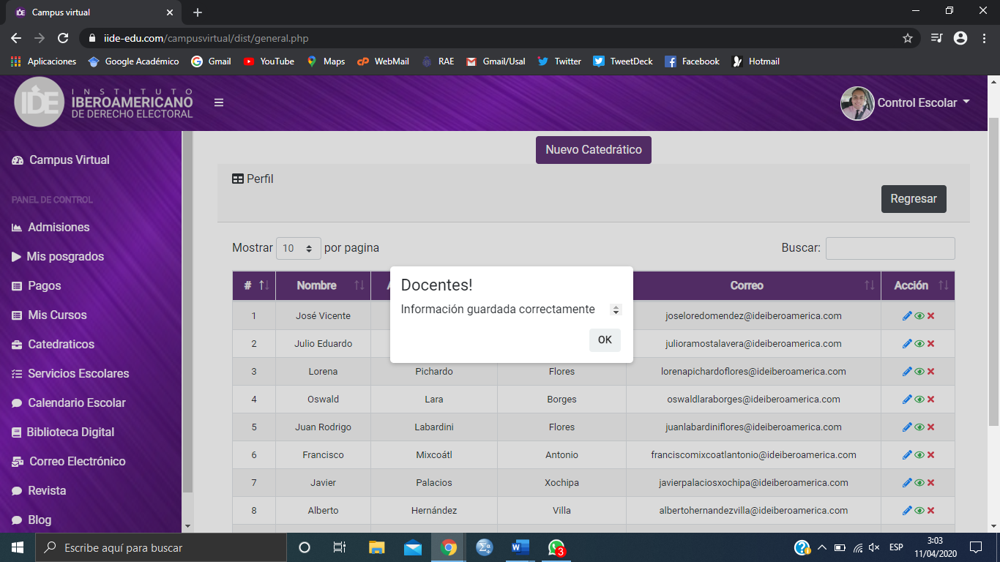 Campus virtual
iide-edu.com/campusvirtual/dist/general.php
Aplicaciones Google Académico Gmail YouTube Maps WebMail RAE Gmail/Usal Twitter TweetDeck Facebook Hotmail
IDE INSTITUTO IBEROAMERICANO DE DERECHO ELECTORAL
Control Escolar
Campus Virtual
PANEL DE CONTROL
Admisiones
Mis posgrados
Pagos
Mis Cursos
Catedraticos
Servicios Escolares
Calendario Escolar
Biblioteca Digital
Correo Electrónico
Revista
Blog
Nuevo Catedrático
Perfil
Regresar
Mostrar 10 por pagina
Buscar:
# Nombre Correo Acción
1 José Vicente joseloredomendez@ideiberoamerica.com
2 Julio Eduardo julioramostalavera@ideiberoamerica.com
3 Lorena Pichardo Flores lorenapichardoflores@ideiberoamerica.com
4 Oswald Lara Borges oswaldlaraborges@ideiberoamerica.com
5 Juan Rodrigo Labardini Flores juanlabardiniflores@ideiberoamerica.com
6 Francisco Mixcoátl Antonio franciscomixcoatlantonio@ideiberoamerica.com
7 Javier Palacios Xochipa javierpalaciosxochipa@ideiberoamerica.com
8 Alberto Hernández Villa albertohernandezvilla@ideiberoamerica.com
Docentes!
Información guardada correctamente
OK
Escribe aquí para buscar
3
ESP
3:03
11/04/2020